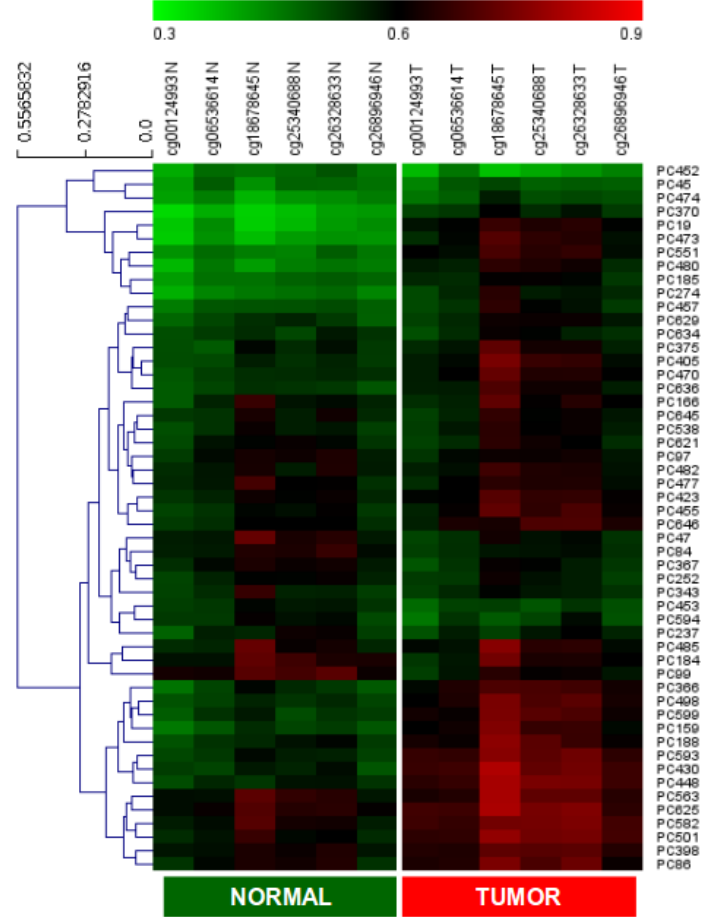 0.3 0.6 0.9
0.5565832
0.2782916
0.0
cg00124993 N
cg06536614 N
cg18678645 N
cg25340688 N
cg26328633 N
cg26896946 N
cg00124993 T
cg06536614 T
cg18678645 T
cg25340688 T
cg26328633 T
cg26896946 T
PC452
PC45
PC474
PC370
PC19
PC473
PC551
PC480
PC185
PC274
PC457
PC629
PC634
PC375
PC405
PC470
PC636
PC166
PC645
PC538
PC621
PC97
PC482
PC477
PC423
PC455
PC646
PC47
PC84
PC367
PC252
PC343
PC453
PC594
PC237
PC485
PC184
PC99
PC366
PC498
PC599
PC159
PC188
PC593
PC430
PC448
PC563
PC625
PC582
PC501
PC398
PC86
NORMAL TUMOR